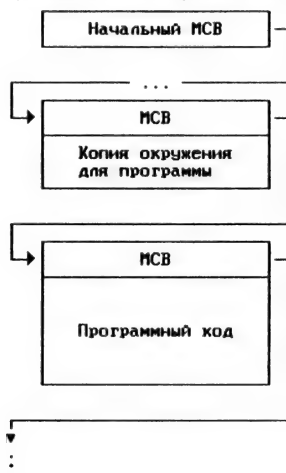 Начальный MCB
...
MCB
Копия окружения
для программы
MCB
Программный код